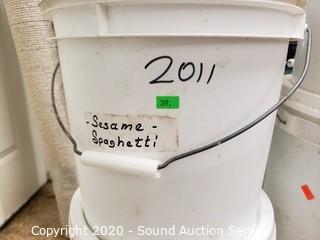 2011
- Sesame -
Spaghetti
Copyright 2020 - Sound Auction Service